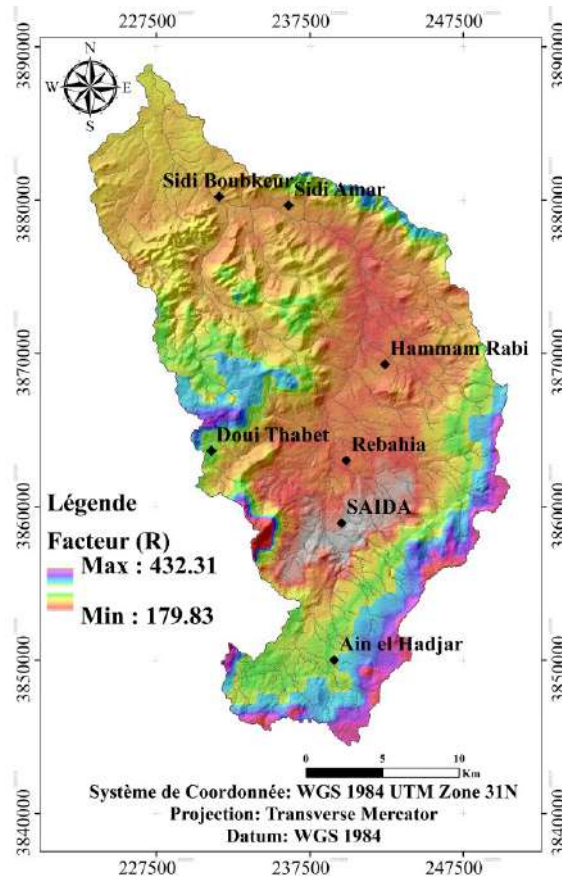 227500 237500 247500
N
W E
S
3890000 3890000
Sidi Boubkeur
Sidi Amar
3880000 3880000
Hammam Rabi
3870000 3870000
Doui Thabet
Rebahia
Légende
SAIDA
3860000 3860000
Facteur (R)
Max : 432.31
Min : 179.83
Ain el Hadjar
3850000 3850000
0 5 10
Km
Système de Coordonnée: WGS 1984 UTM Zone 31N
Projection: Transverse Mercator
Datum: WGS 1984
3840000 3840000
227500 237500 247500